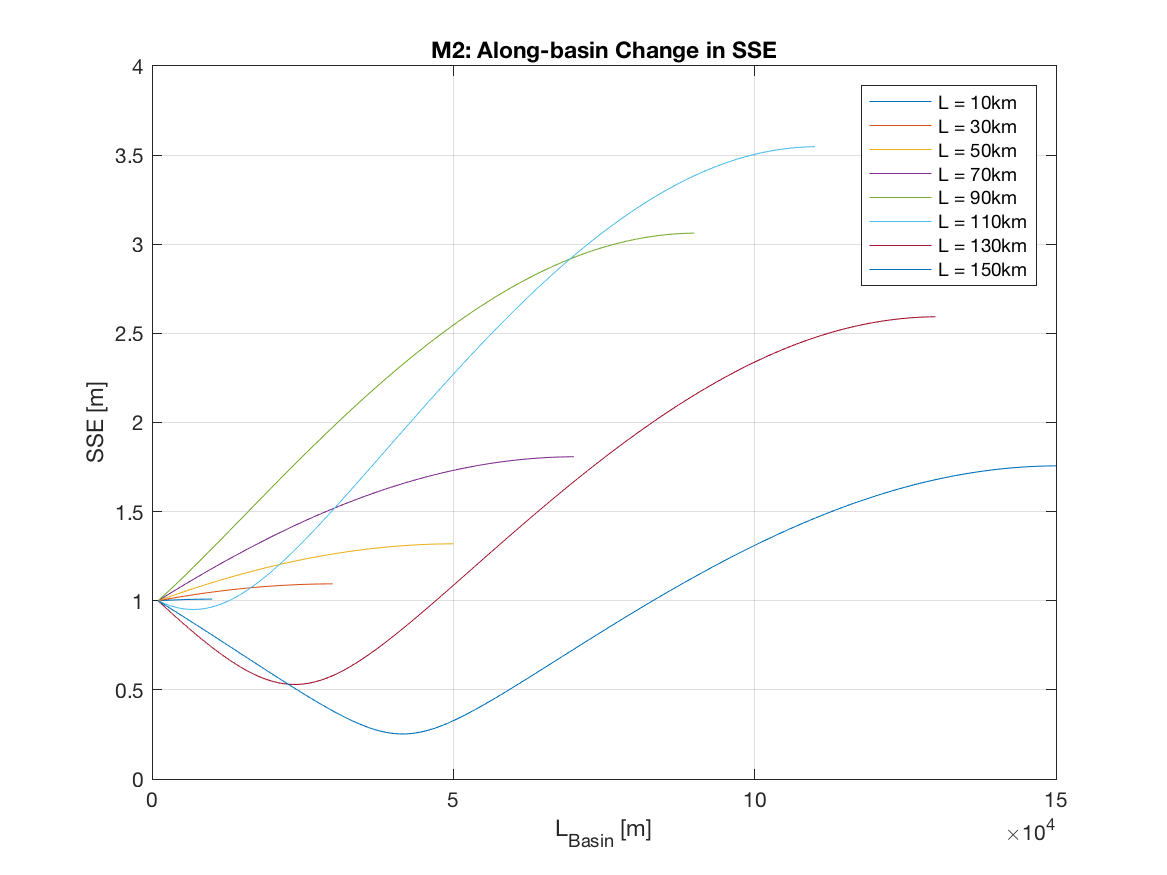 M2: Along-basin Change in SSE
4
3.5
3
2.5
2
1.5
1
0.5
0
SSE [m]
L = 10km
L = 30km
L = 50km
L = 70km
L = 90km
L = 110km
L = 130km
L = 150km
0 5 10 15
L_Basin [m]
×10^4